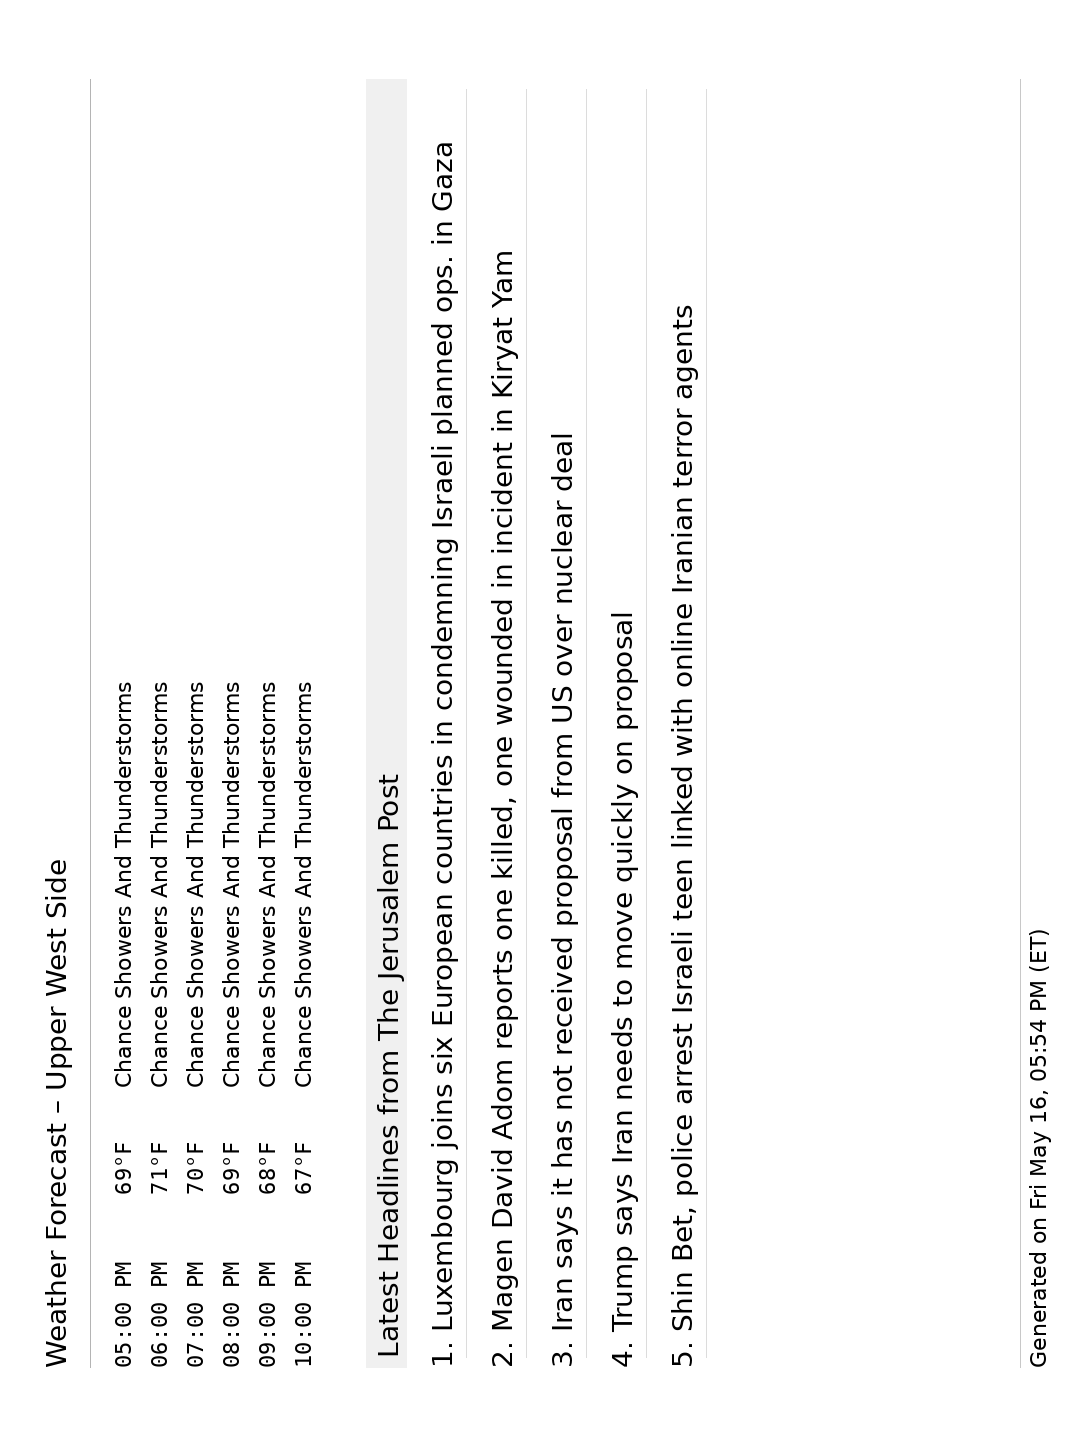 Weather Forecast – Upper West Side
05:00 PM 69°F Chance Showers And Thunderstorms
06:00 PM 71°F Chance Showers And Thunderstorms
07:00 PM 70°F Chance Showers And Thunderstorms
08:00 PM 69°F Chance Showers And Thunderstorms
09:00 PM 68°F Chance Showers And Thunderstorms
10:00 PM 67°F Chance Showers And Thunderstorms
Latest Headlines from The Jerusalem Post
1. Luxembourg joins six European countries in condemning Israeli planned ops. in Gaza
2. Magen David Adom reports one killed, one wounded in incident in Kiryat Yam
3. Iran says it has not received proposal from US over nuclear deal
4. Trump says Iran needs to move quickly on proposal
5. Shin Bet, police arrest Israeli teen linked with online Iranian terror agents
Generated on Fri May 16, 05:54 PM (ET)